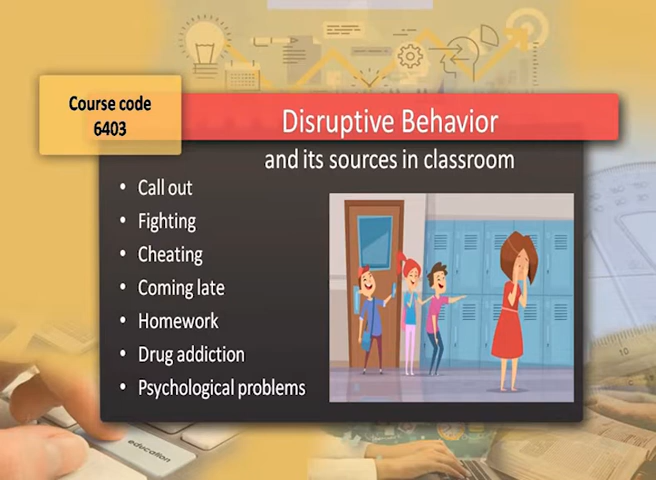 Course code
6403
Disruptive Behavior
and its sources in classroom
• Call out
• Fighting
• Cheating
• Coming late
• Homework
• Drug addiction
• Psychological problems
education